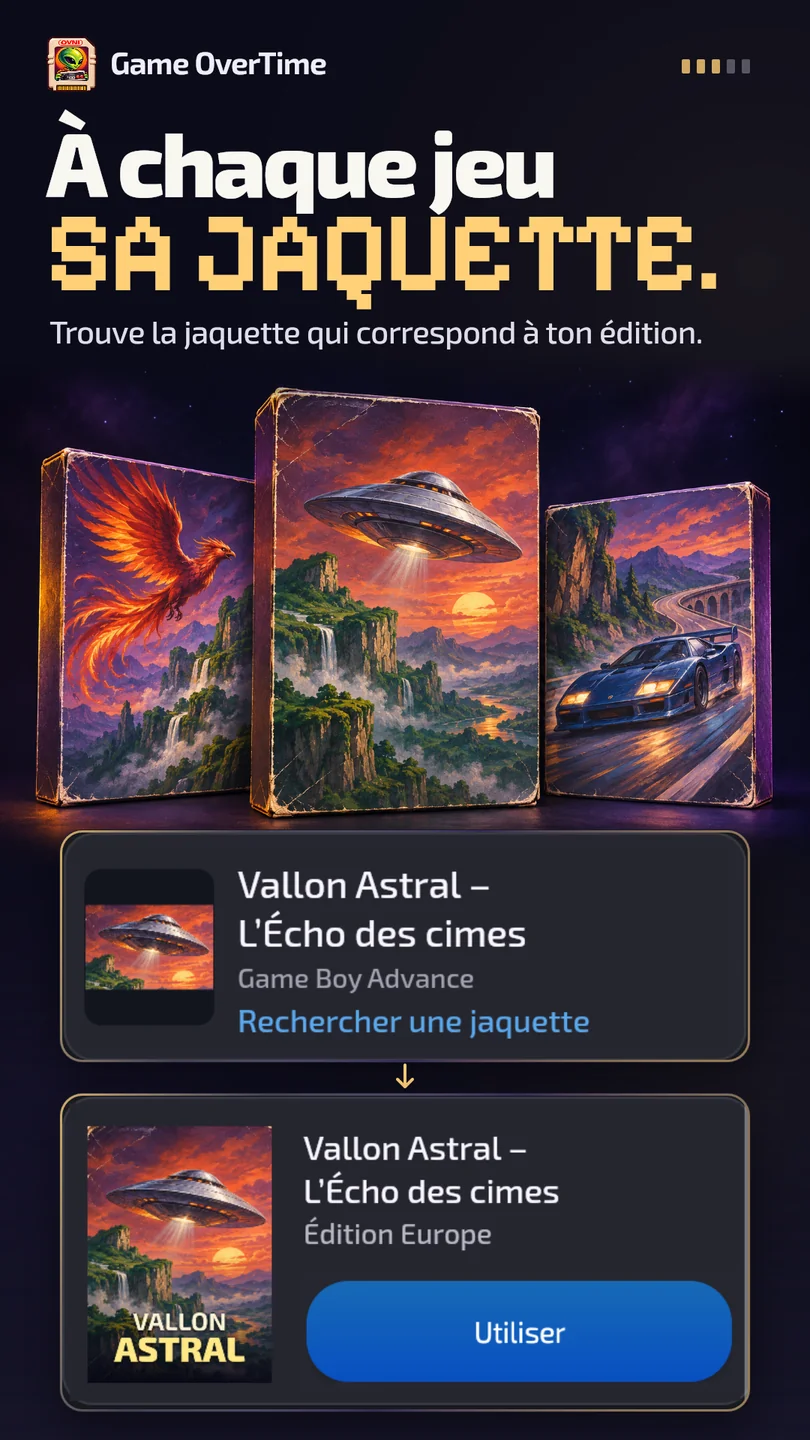 OVNI
Game OverTime
À chaque jeu
SA JAQUETTE.
Trouve la jaquette qui correspond à ton édition.
Vallon Astral –
L’Écho des cimes
Game Boy Advance
Rechercher une jaquette
Vallon Astral –
L’Écho des cimes
Édition Europe
Utiliser
VALLON
ASTRAL